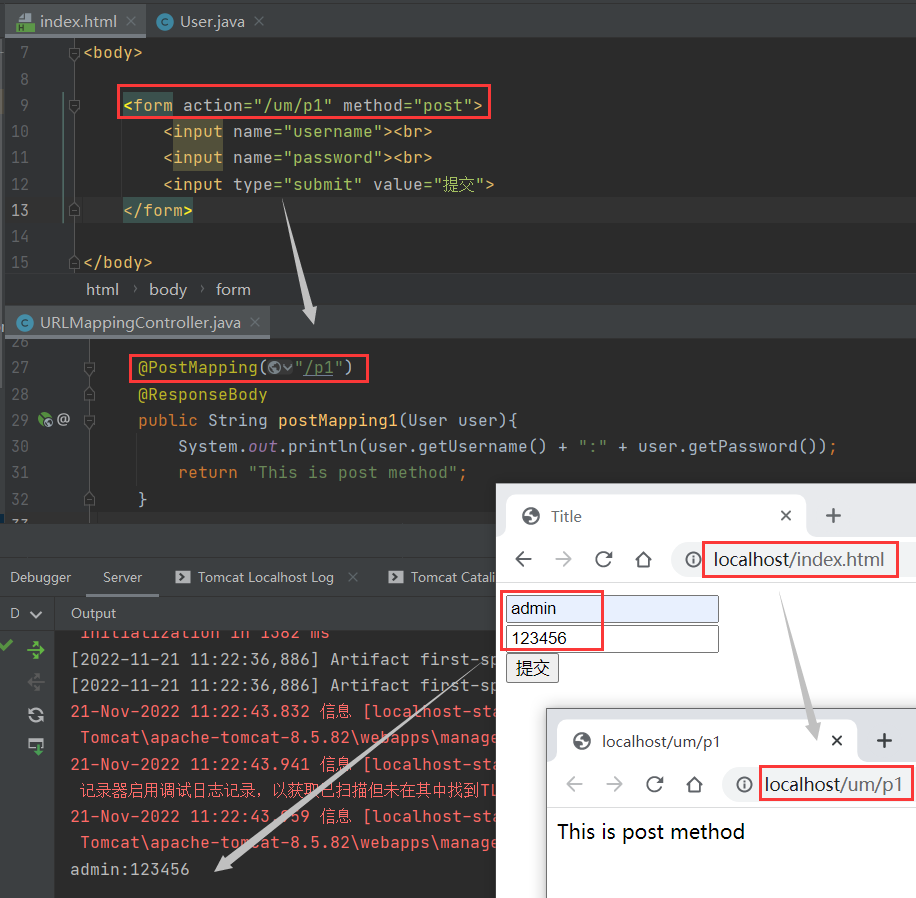 index.html
User.java
7 <body>
8
9 <form action="/um/p1" method="post">
10 <input name="username"><br>
11 <input name="password"><br>
12 <input type="submit" value="提交">
13 </form>
14
15 </body>
html › body › form
URLMappingController.java
26
27 @PostMapping("/p1")
28 @ResponseBody
29 public String postMapping1(User user){
30 System.out.println(user.getUsername() + ":" + user.getPassword());
31 return "This is post method";
32 }
33
Debugger Server Tomcat Localhost Log Tomcat Catali
D Output
initialization in 1382 ms
[2022-11-21 11:22:36,886] Artifact first-sp
[2022-11-21 11:22:36,886] Artifact first-sp
21-Nov-2022 11:22:43.832 信息 [localhost-sta
Tomcat\apache-tomcat-8.5.82\webapps\manage
21-Nov-2022 11:22:43.941 信息 [localhost-sta
记录器启用调试日志记录，以获取已扫描但未在其中找到TL
21-Nov-2022 11:22:43.959 信息 [localhost-sta
Tomcat\apache-tomcat-8.5.82\webapps\manage
admin:123456
Title
localhost/index.html
admin
123456
提交
localhost/um/p1
localhost/um/p1
This is post method